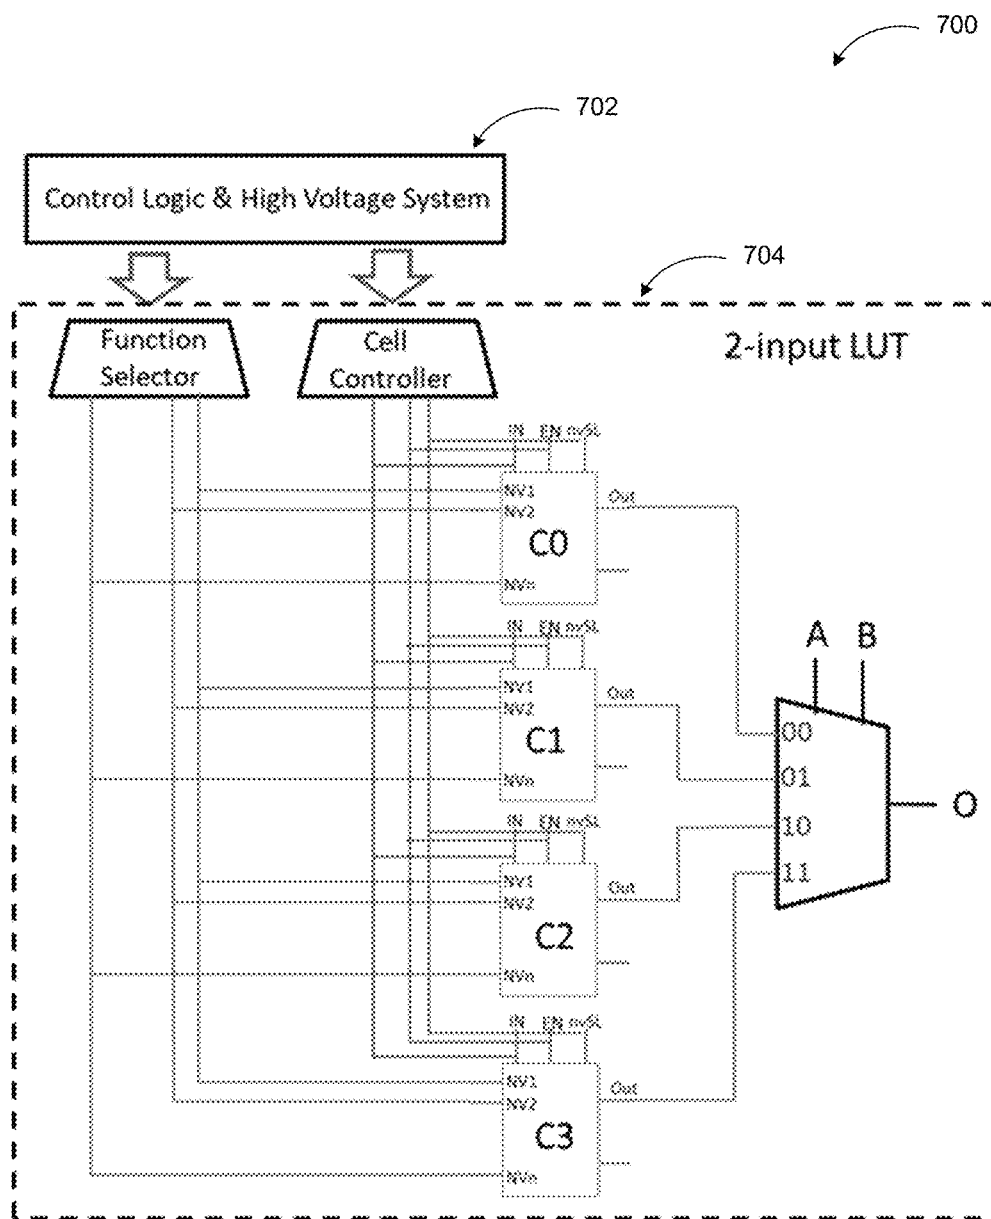 700
702
Control Logic & High Voltage System
704
Function
Selector
Cell
Controller
2-input LUT
IN EN nvSL
NV1
NV2
Out
C0
NVn
IN EN nvSL
NV1
NV2
Out
C1
NVn
IN EN nvSL
NV1
NV2
Out
C2
NVn
IN EN nvSL
NV1
NV2
Out
C3
NVn
A B
00
01
10
11
O